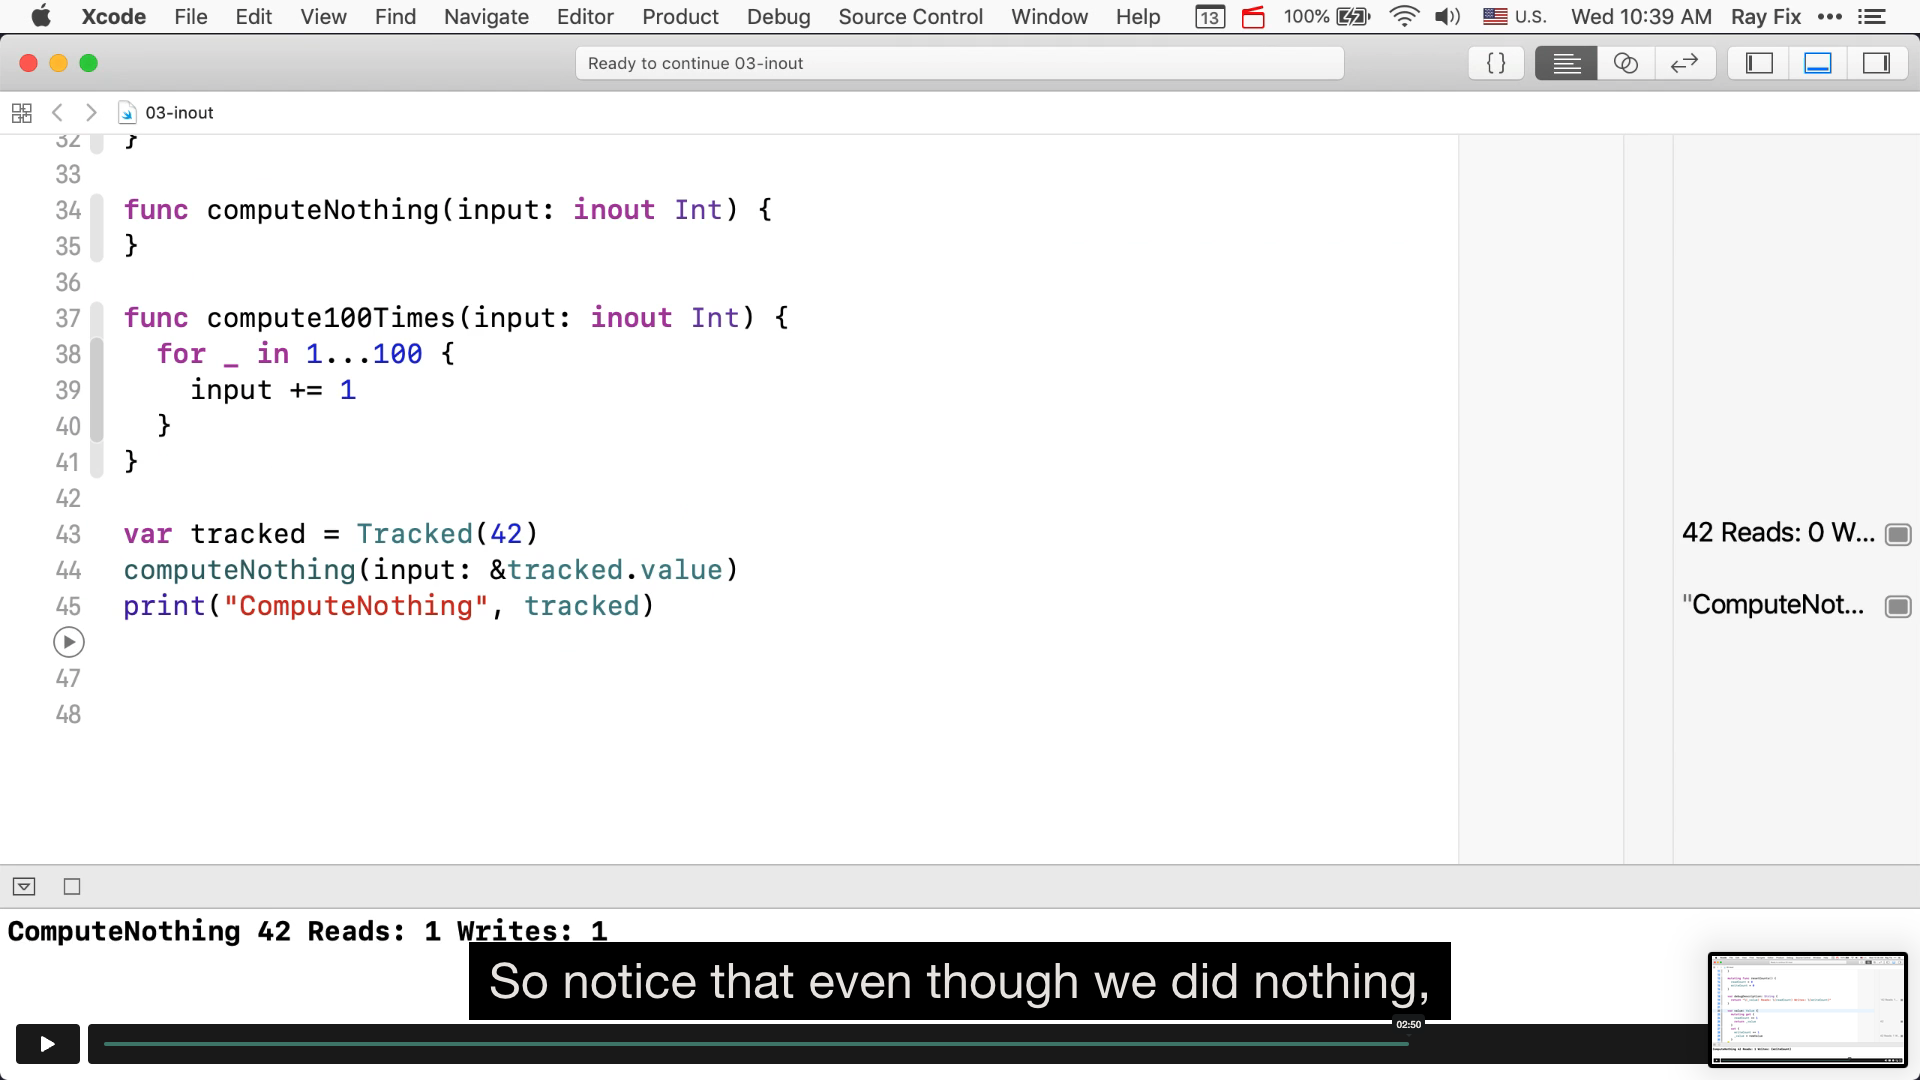 Xcode File Edit View Find Navigate Editor Product Debug Source Control Window Help 13 100% U.S. Wed 10:39 AM Ray Fix
Ready to continue 03-inout
03-inout
32 }
33
34 func computeNothing(input: inout Int) {
35 }
36
37 func compute100Times(input: inout Int) {
38 for _ in 1...100 {
39 input += 1
40 }
41 }
42
43 var tracked = Tracked(42) 42 Reads: 0 W...
44 computeNothing(input: &tracked.value)
45 print("ComputeNothing", tracked) "ComputeNot...
47
48
ComputeNothing 42 Reads: 1 Writes: 1
So notice that even though we did nothing,
02:50